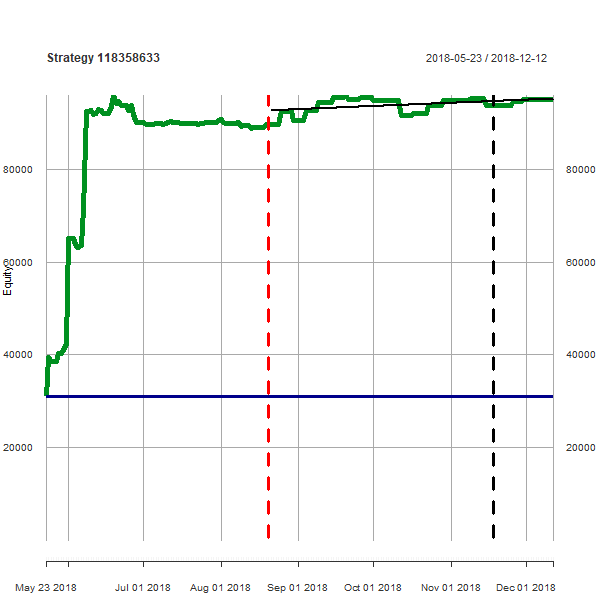 Strategy 118358633
2018-05-23 / 2018-12-12
80000 80000
60000 60000
Equity
40000 40000
20000 20000
May 23 2018 Jul 01 2018 Aug 01 2018 Sep 01 2018 Oct 01 2018 Nov 01 2018 Dec 01 2018